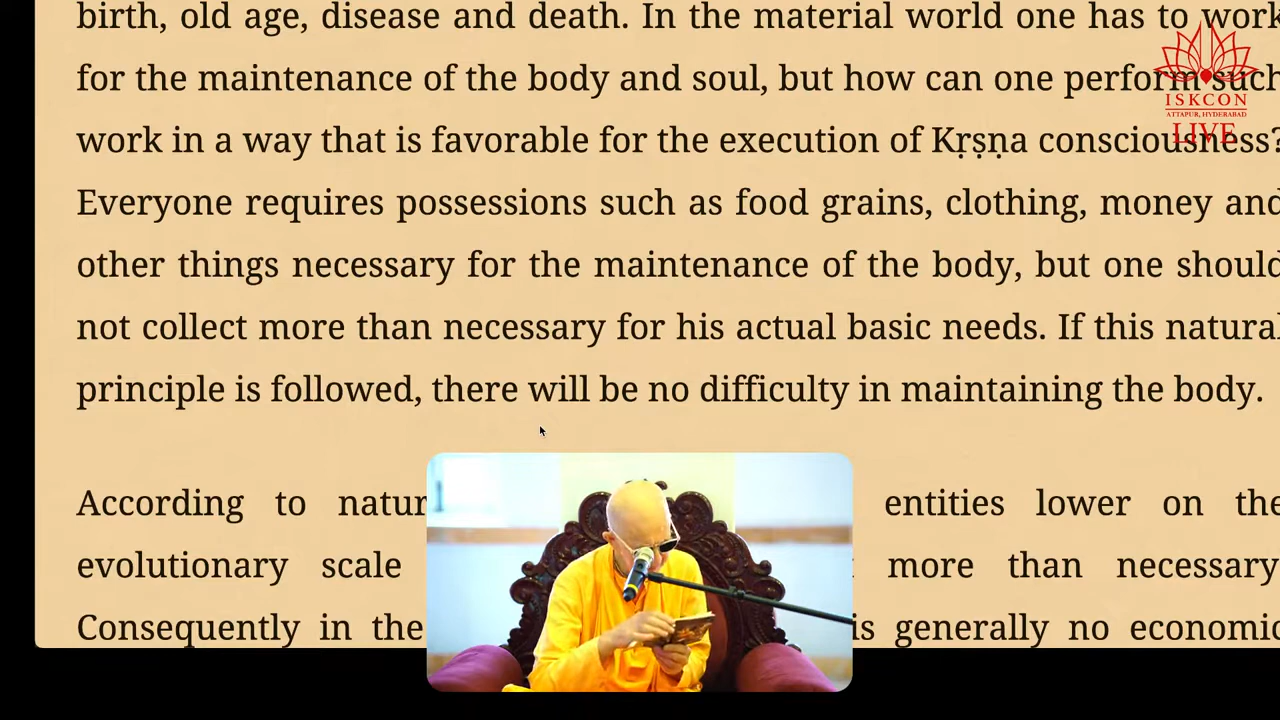 birth, old age, disease and death. In the material world one has to work
for the maintenance of the body and soul, but how can one perform such
work in a way that is favorable for the execution of Kṛṣṇa consciousness?
Everyone requires possessions such as food grains, clothing, money and
other things necessary for the maintenance of the body, but one should
not collect more than necessary for his actual basic needs. If this natural
principle is followed, there will be no difficulty in maintaining the body.
According to natur entities lower on the
evolutionary scale more than necessary
Consequently in the is generally no economic
ISKCON
ATTAPUR, HYDERABAD
LIVE